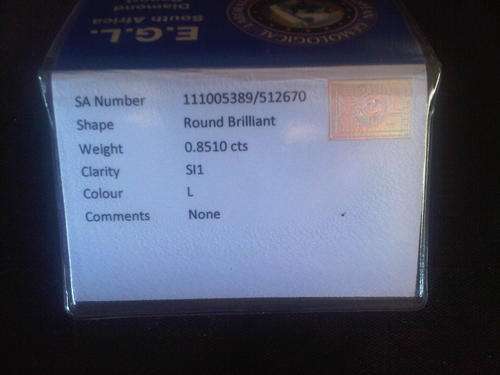 E.G.L.
South Africa
Diamond
GEMOLOGICAL
SA Number 111005389/512670
Shape Round Brilliant
Weight 0.8510 cts
Clarity SI1
Colour L
Comments None